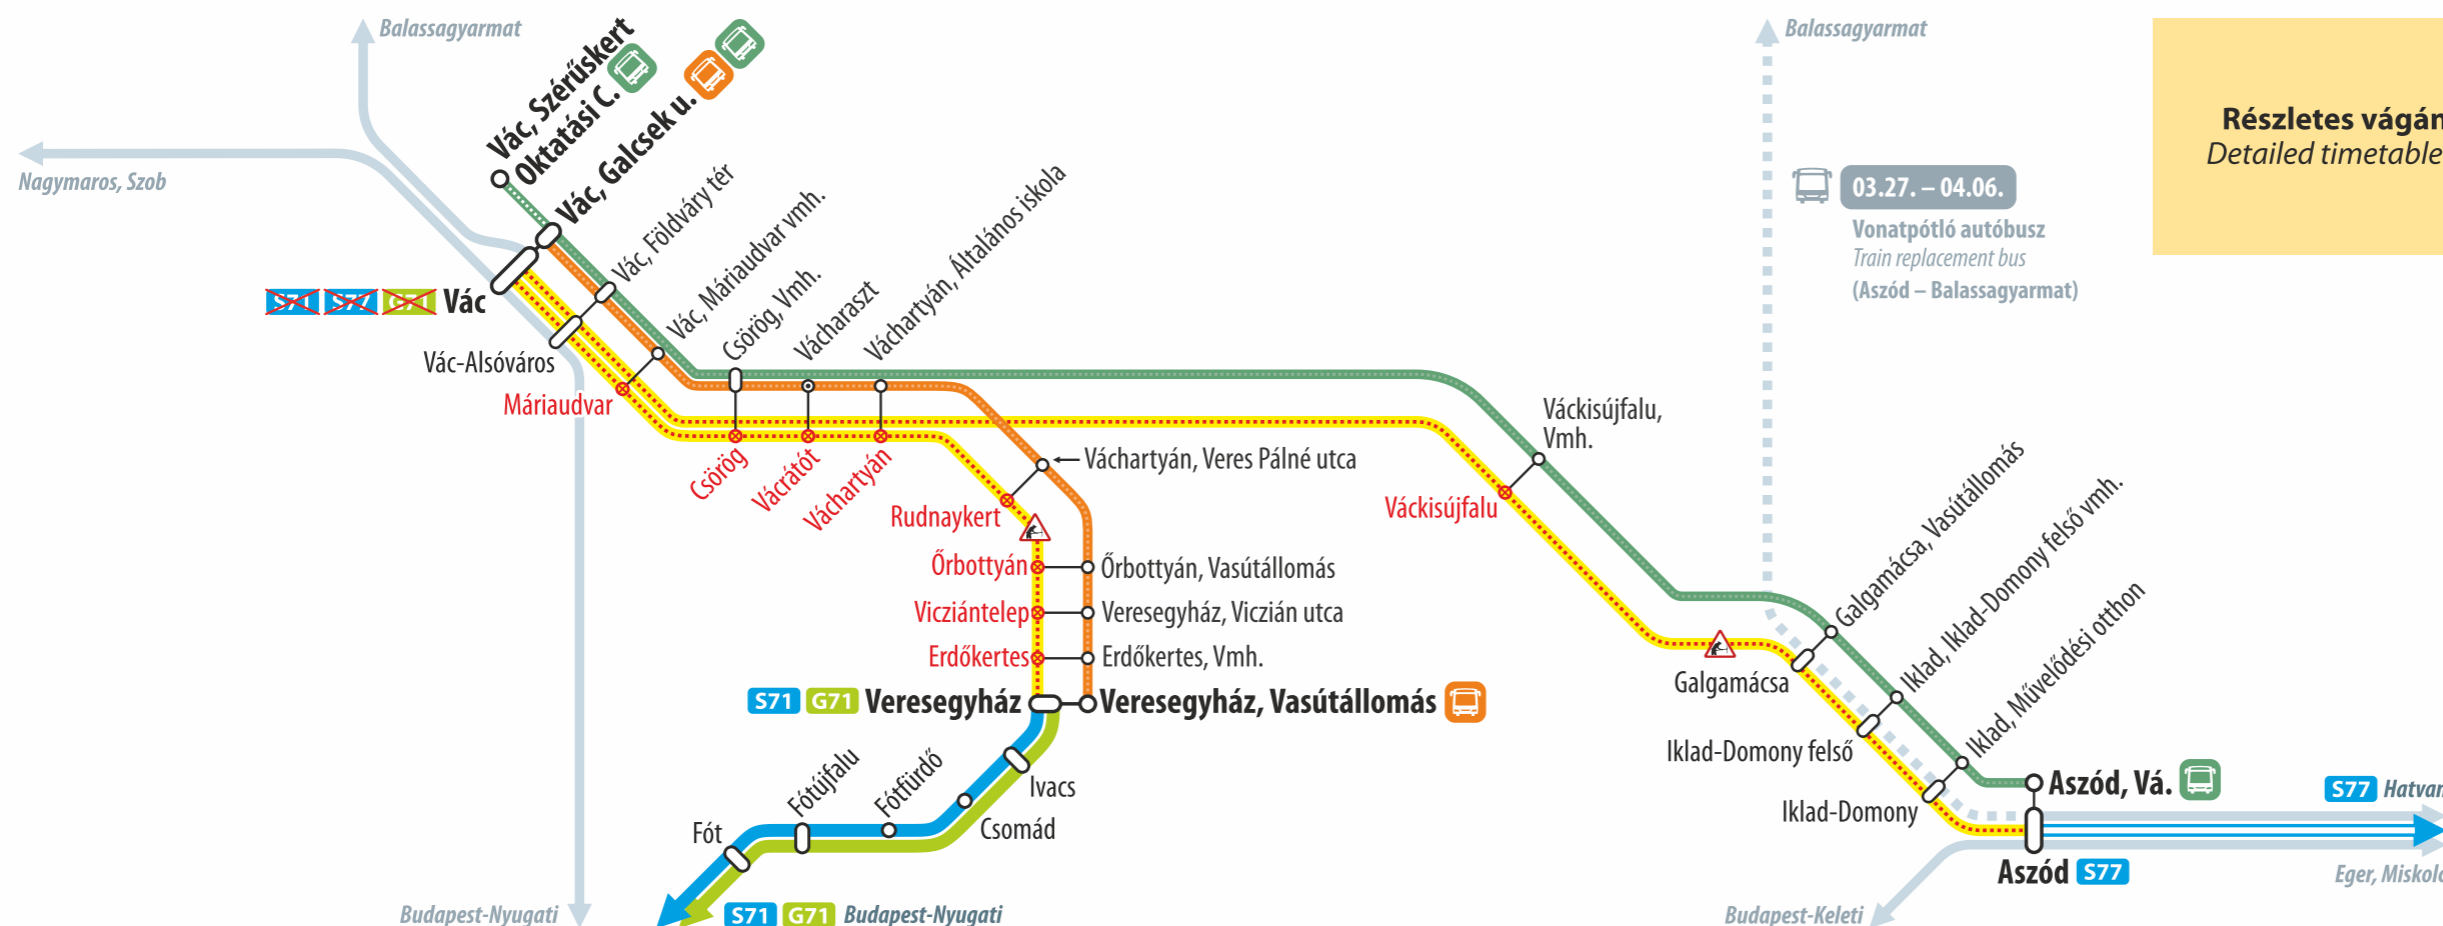 Balassagyarmat
Nagymaros, Szob
Vác, Szérűskert
Oktatási C.
Vác, Galcsek u.
Vác, Földváry tér
Vác, Máriaudvar vmh.
Csörög, Vmh.
Vácharaszt
Váchartyán, Általános iskola
S71 S77 G71 Vác
Vác-Alsóváros
Máriaudvar
Csörög
Vácrátót
Váchartyán
Váchartyán, Veres Pálné utca
Rudnaykert
Őrbottyán
Őrbottyán, Vasútállomás
Vicziántelep
Veresegyház, Viczián utca
Erdőkertes
Erdőkertes, Vmh.
S71 G71 Veresegyház
Veresegyház, Vasútállomás
Ivacs
Csomád
Fótfürdő
Fótújfalu
Fót
S71 G71 Budapest-Nyugati
Budapest-Nyugati
Balassagyarmat
03.27. – 04.06.
Vonatpótló autóbusz
Train replacement bus
(Aszód – Balassagyarmat)
Részletes vágán
Detailed timetable
Váckisújfalu,
Vmh.
Váckisújfalu
Galgamácsa, Vasútállomás
Galgamácsa
Iklad, Iklad-Domony felső vmh.
Iklad-Domony felső
Iklad, Művelődési otthon
Iklad-Domony
Aszód, Vá.
Aszód S77
S77 Hatvan
Eger, Miskolc
Budapest-Keleti